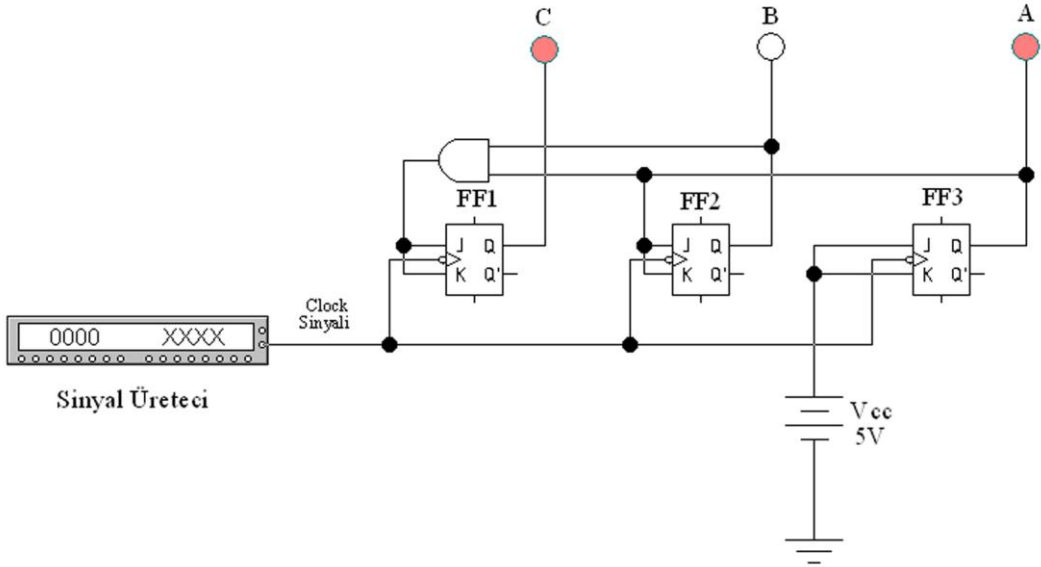 C
B
A
FF1
FF2
FF3
J Q
K Q'
J Q
K Q'
J Q
K Q'
Clock
Sinyali
0000 XXXX
Sinyal Üreteci
Vcc
5V